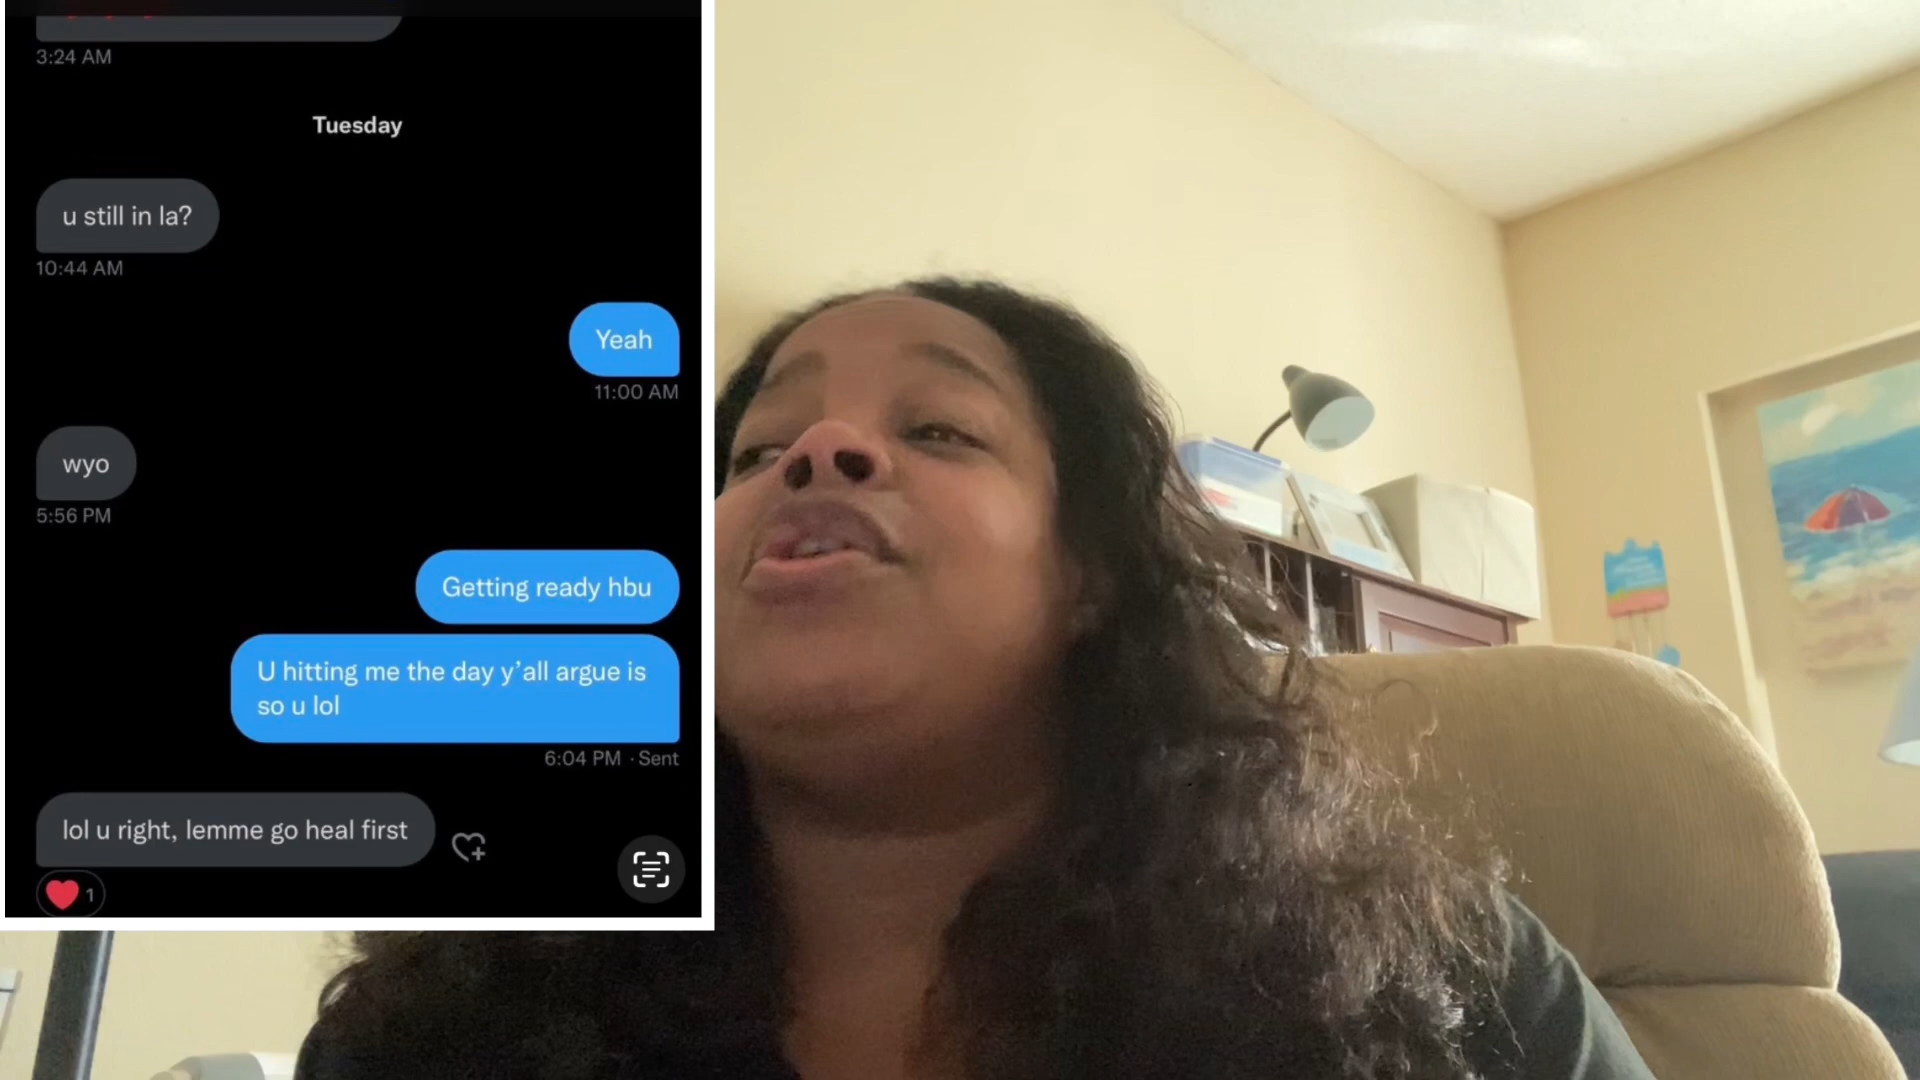 3:24 AM
Tuesday
u still in la?
10:44 AM
Yeah
11:00 AM
wyo
5:56 PM
Getting ready hbu
U hitting me the day y’all argue is
so u lol
6:04 PM · Sent
lol u right, lemme go heal first
1